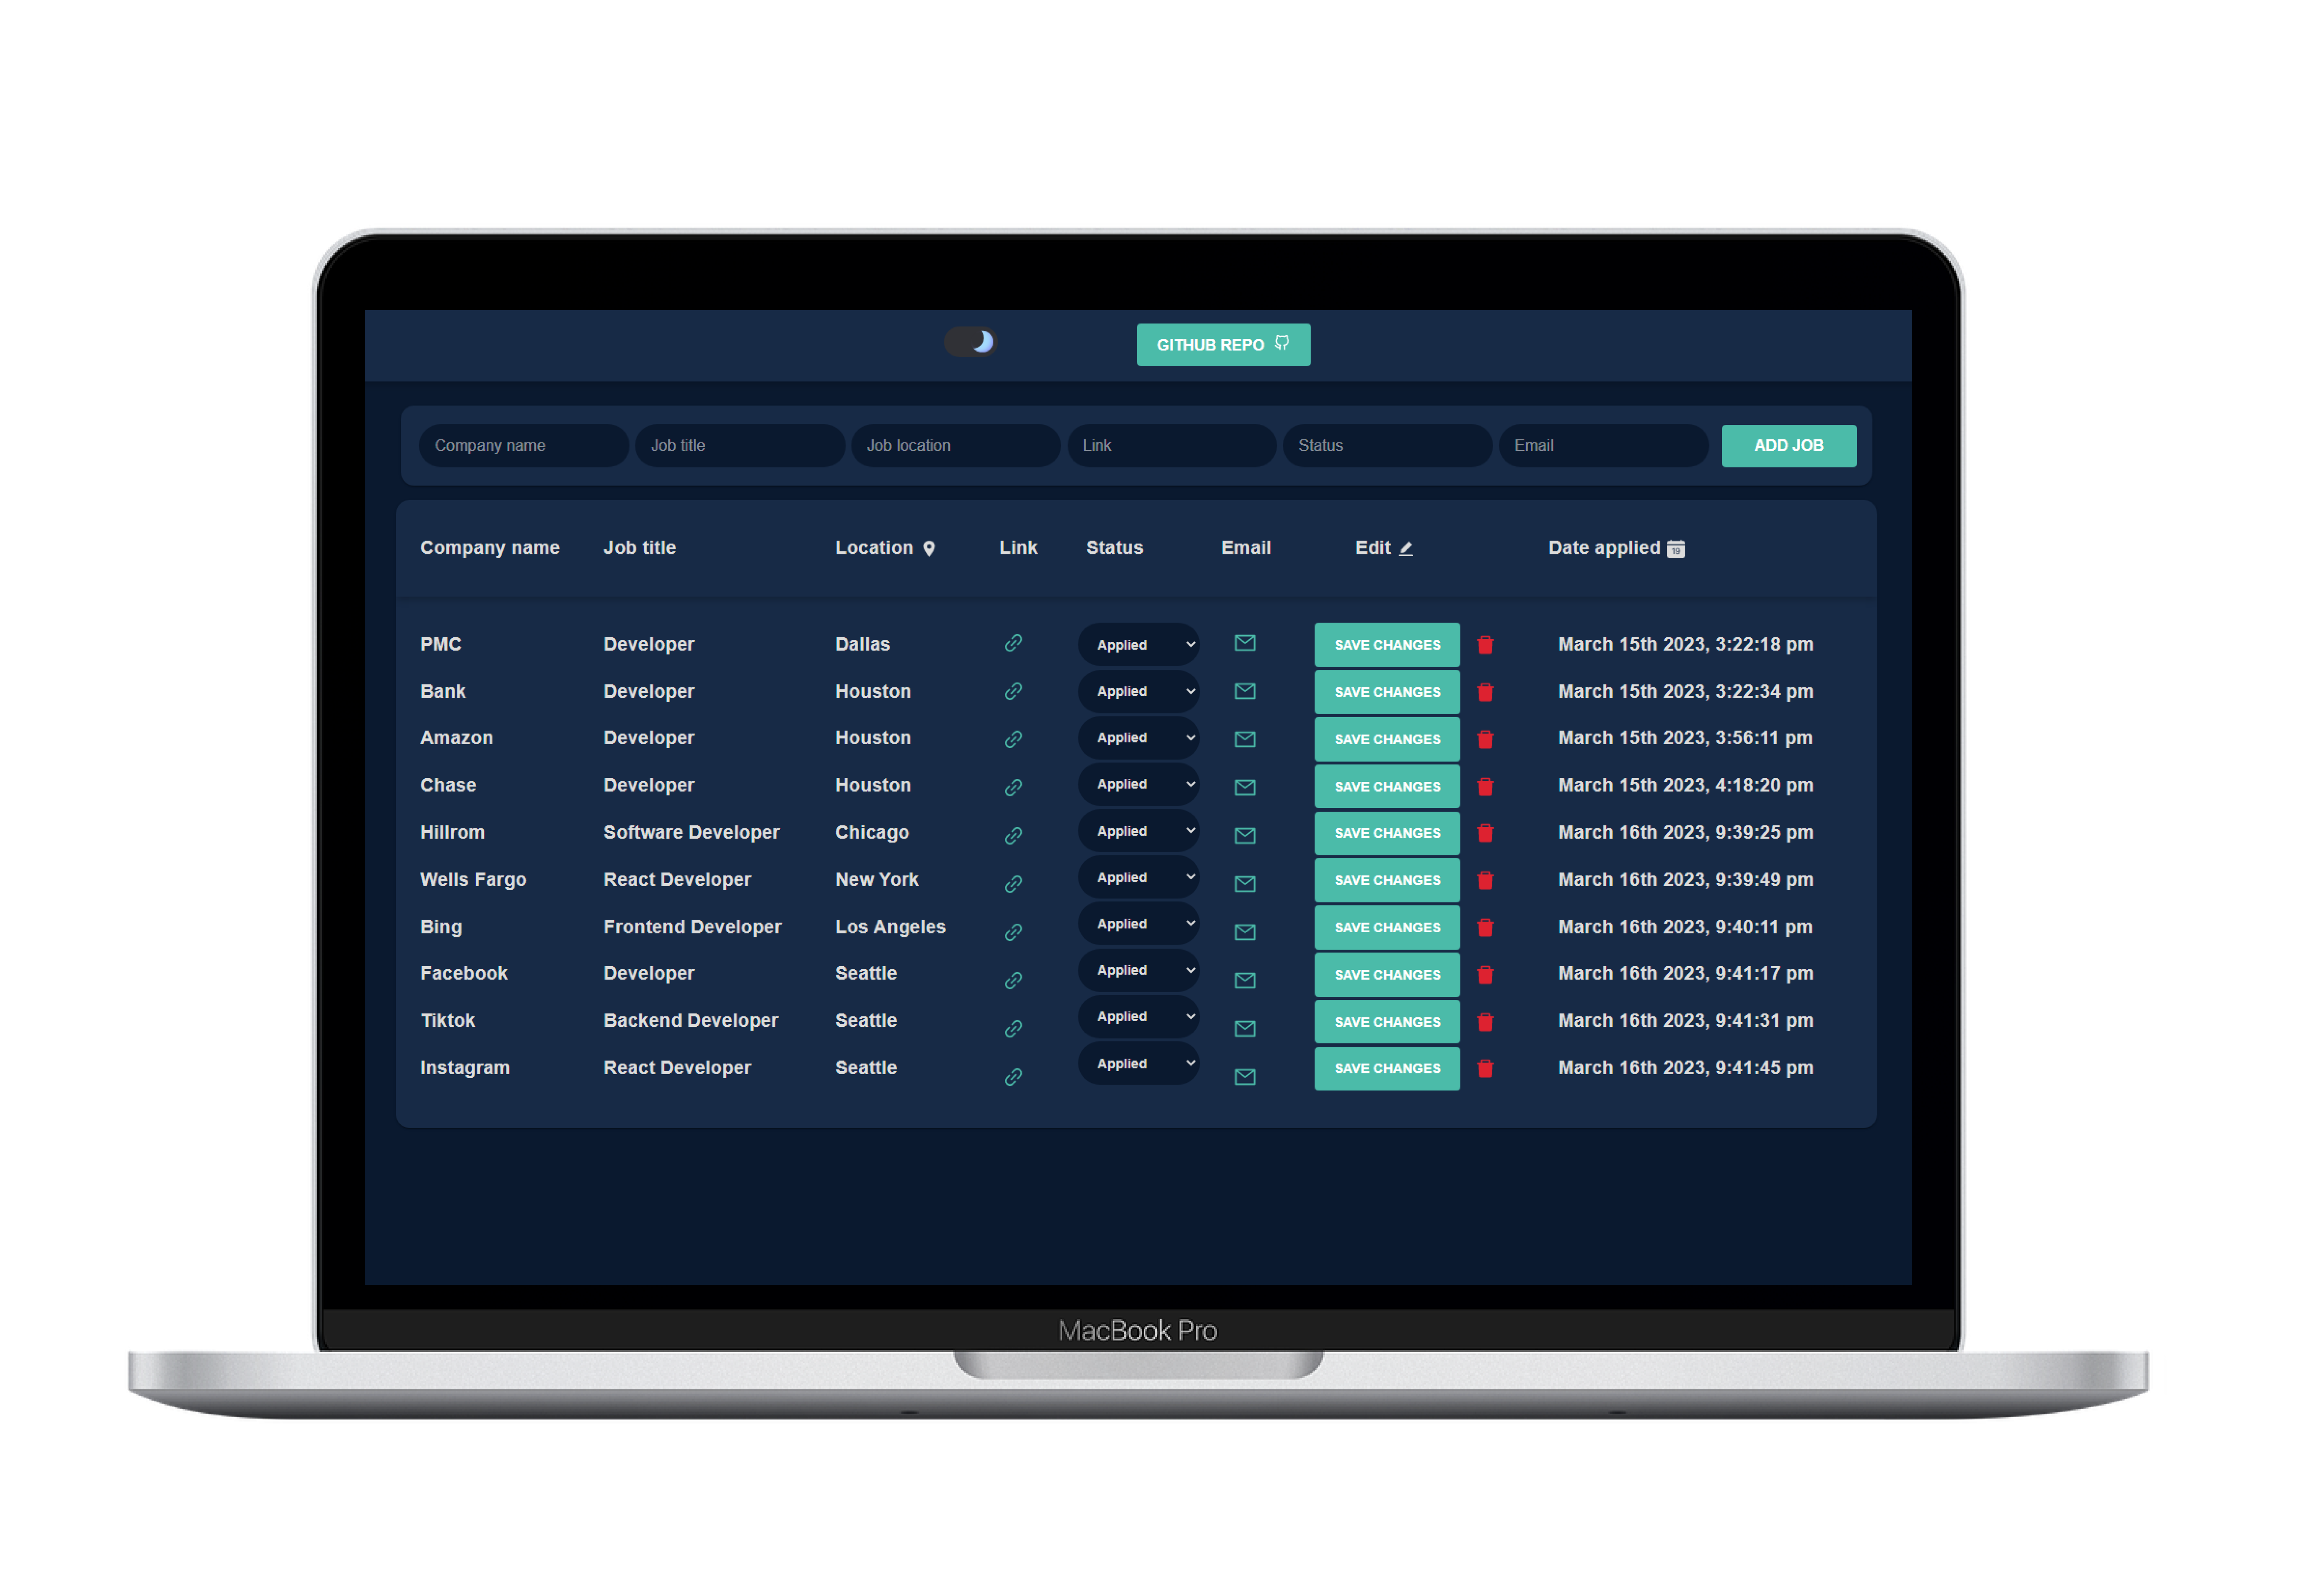 GITHUB REPO
Company name Job title Job location Link Status Email ADD JOB
Company name Job title Location Link Status Email Edit Date applied 19
PMC Developer Dallas Applied SAVE CHANGES March 15th 2023, 3:22:18 pm
Bank Developer Houston Applied SAVE CHANGES March 15th 2023, 3:22:34 pm
Amazon Developer Houston Applied SAVE CHANGES March 15th 2023, 3:56:11 pm
Chase Developer Houston Applied SAVE CHANGES March 15th 2023, 4:18:20 pm
Hillrom Software Developer Chicago Applied SAVE CHANGES March 16th 2023, 9:39:25 pm
Wells Fargo React Developer New York Applied SAVE CHANGES March 16th 2023, 9:39:49 pm
Bing Frontend Developer Los Angeles Applied SAVE CHANGES March 16th 2023, 9:40:11 pm
Facebook Developer Seattle Applied SAVE CHANGES March 16th 2023, 9:41:17 pm
Tiktok Backend Developer Seattle Applied SAVE CHANGES March 16th 2023, 9:41:31 pm
Instagram React Developer Seattle Applied SAVE CHANGES March 16th 2023, 9:41:45 pm
MacBook Pro